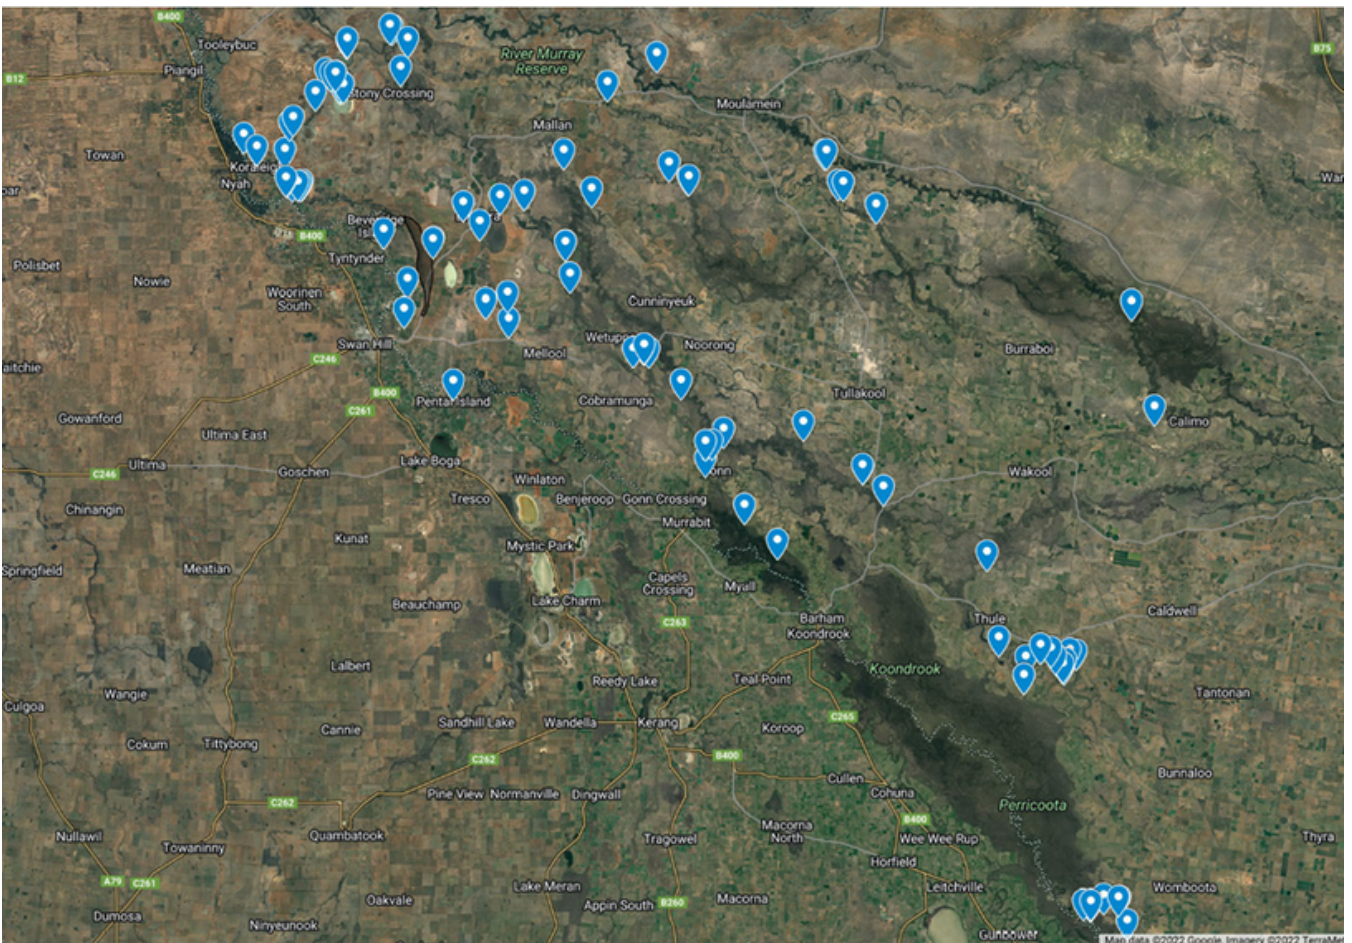 B400
Tooleybuc
River Murray
Reserve
B75
Piangil
B12
Stony Crossing
Moulamein
Mallan
Towan
Nyah
Beveridge
B400
Tyntynder
Polisbet
Nowie
Woorinen
South
Cunninyeuk
Swan Hill
C246
Mellool
Noorong
Burraboi
aitchie
B400
Pental Island
Cobramunga
Tullakool
C261
Gowanford
Ultima East
Calimo
Ultima
C246
Goschen
Lake Boga
Wakool
Winlaton
Tresco
Benjeroop
Gonn Crossing
Chinangin
Murrabit
Kunat
Mystic Park
Springfield
Meatian
Capels
Crossing
Myall
Beauchamp
Lake Charm
Caldwell
C263
Barham
Koondrook
Thule
Lalbert
Koondrook
Reedy Lake
Teal Point
Wangie
Tantonan
Culgoa
Sandhill Lake
Wandella
Kerang
C265
Cannie
Koroop
Cokum
Tittybong
C262
B400
Bunnaloo
Cullen
Pine View
Normanville
Dingwall
Cohuna
C262
Perricoota
B400
Nullawil
Quambatook
Tragowel
Macorna
North
Wee Wee Rup
Thyra
Towaninny
Horfield
A79
C261
Lake Meran
Leitchville
Womboota
Oakvale
Appin South
B260
Macorna
Dumosa
Ninyeunook
Gunbower
Map data ©2022 Google Imagery ©2022 TerraMet